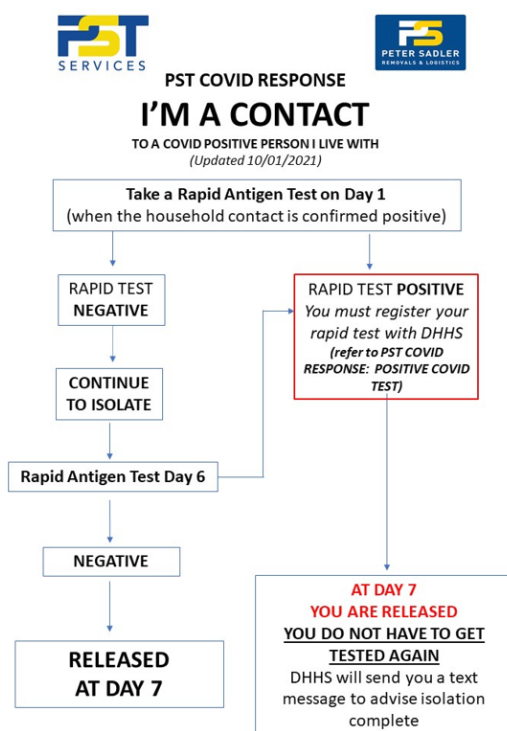 PST
SERVICES
PS
PETER SADLER
REMOVALS & LOGISTICS
PST COVID RESPONSE
I'M A CONTACT
TO A COVID POSITIVE PERSON I LIVE WITH
(Updated 10/01/2021)
Take a Rapid Antigen Test on Day 1
(when the household contact is confirmed positive)
RAPID TEST
NEGATIVE
CONTINUE
TO ISOLATE
Rapid Antigen Test Day 6
NEGATIVE
RELEASED
AT DAY 7
RAPID TEST POSITIVE
You must register your
rapid test with DHHS
(refer to PST COVID
RESPONSE: POSITIVE COVID
TEST)
AT DAY 7
YOU ARE RELEASED
YOU DO NOT HAVE TO GET
TESTED AGAIN
DHHS will send you a text
message to advise isolation
complete